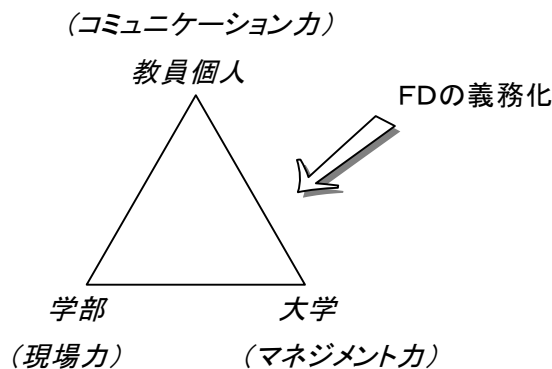 （コミュニケーション力）
教員個人
FDの義務化
学部
大学
（現場力）
（マネジメント力）